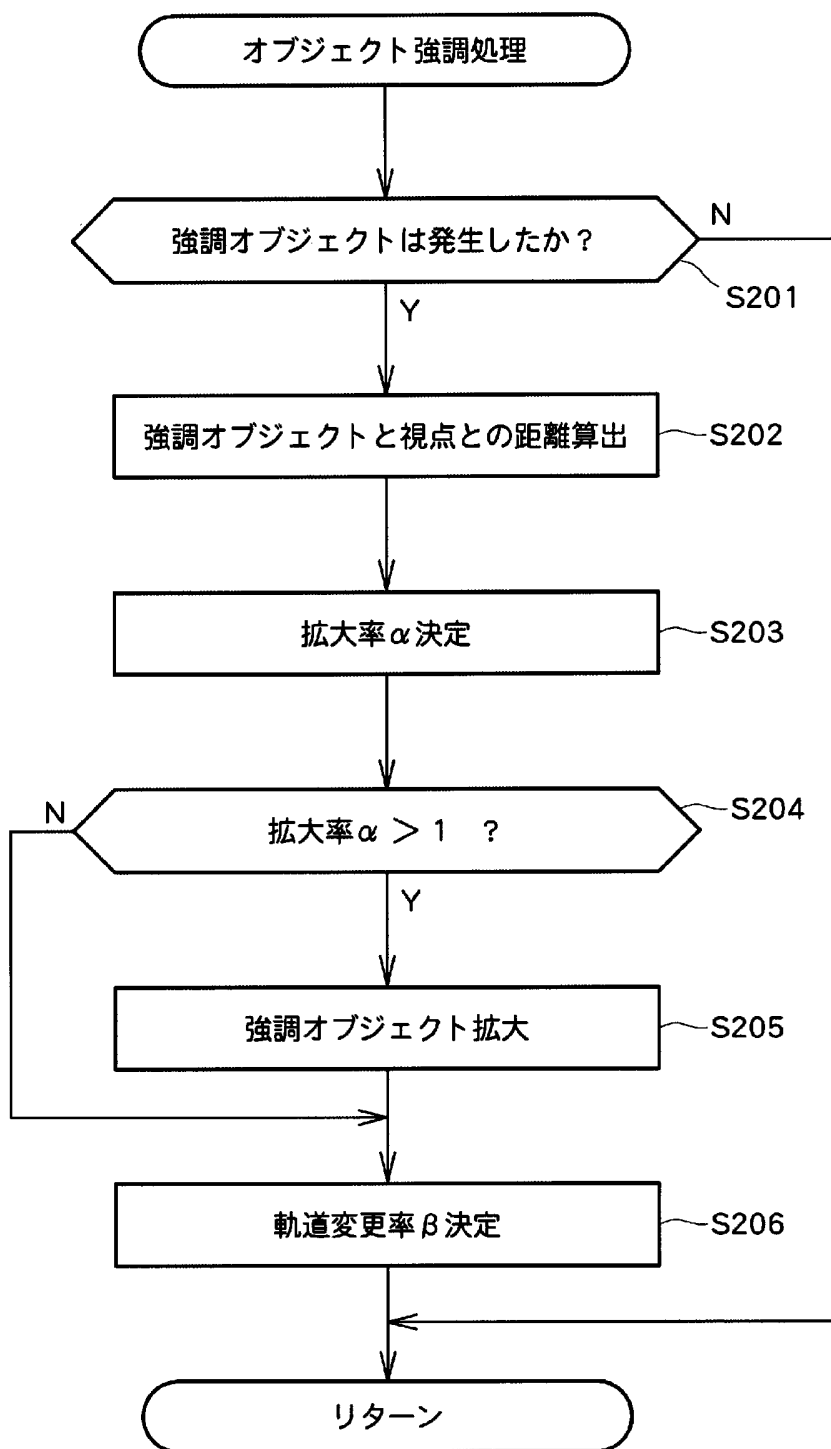 オブジェクト強調処理
強調オブジェクトは発生したか?
N
S201
Y
強調オブジェクトと視点との距離算出
S202
拡大率α決定
S203
N
拡大率α > 1 ?
S204
Y
強調オブジェクト拡大
S205
軌道変更率β決定
S206
リターン